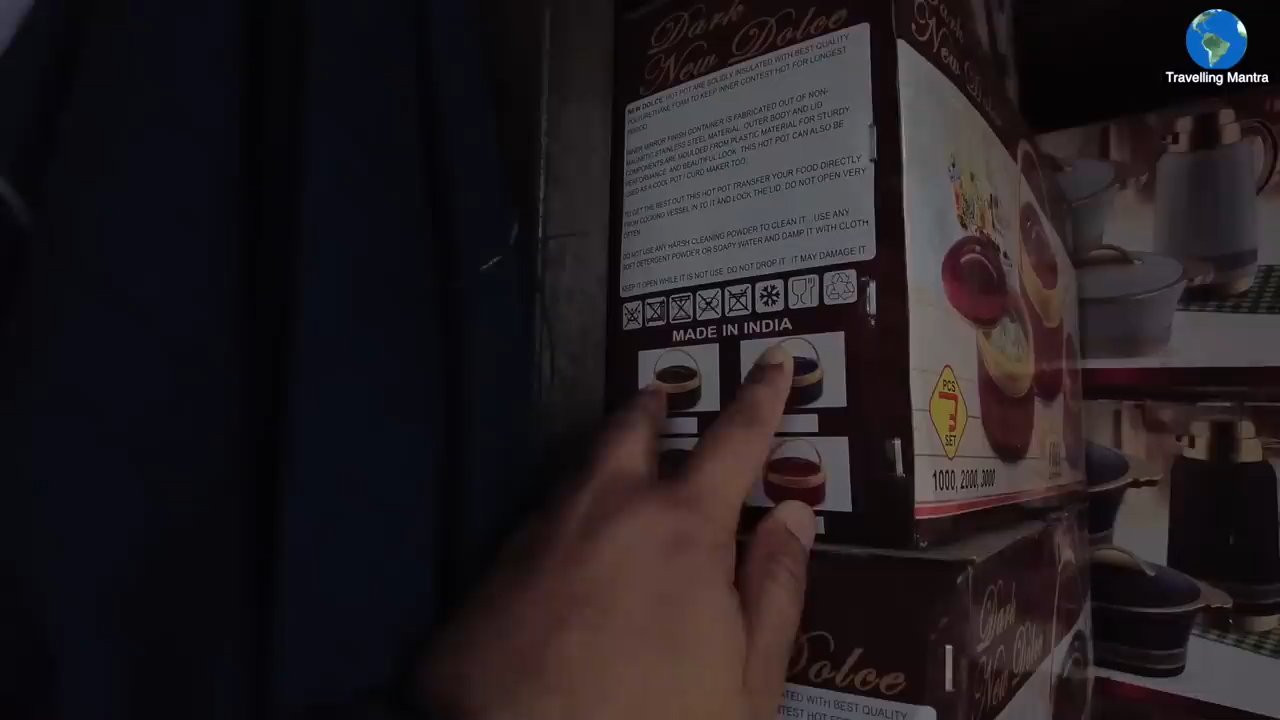 Travelling Mantra
Dark
New Dolce
NEW DOLCE HOT POT ARE SOLIDLY INSULATED WITH BEST QUALITY
POLYURETHANE FOAM TO KEEP INNER CONTEST HOT FOR LONGEST
PERIOD
INNER MIRROR FINISH CONTAINER IS FABRICATED OUT OF NON-
MAGNETIC STAINLESS STEEL MATERIAL. OUTER BODY AND LID
COMPONENTS ARE MOULDED FROM PLASTIC MATERIAL FOR STURDY
PERFORMANCE AND BEAUTIFUL LOOK. THIS HOT POT CAN ALSO BE
USED AS A COOL POT / CURD MAKER TOO.
TO GET THE BEST OUT THIS HOT POT TRANSFER YOUR FOOD DIRECTLY
FROM COOKING VESSEL IN TO IT AND LOCK THE LID. DO NOT OPEN VERY
OFTEN.
DO NOT USE ANY HARSH CLEANING POWDER TO CLEAN IT. USE ANY
SOFT DETERGENT POWDER OR SOAPY WATER AND DAMP IT WITH CLOTH
KEEP IT OPEN WHILE IT IS NOT USE. DO NOT DROP IT. IT MAY DAMAGE IT
MADE IN INDIA
Dark
New Dolce
PCS
3
SET
1000, 2000, 3000
Dolce
WITH BEST QUALITY
Dark
New Dolce